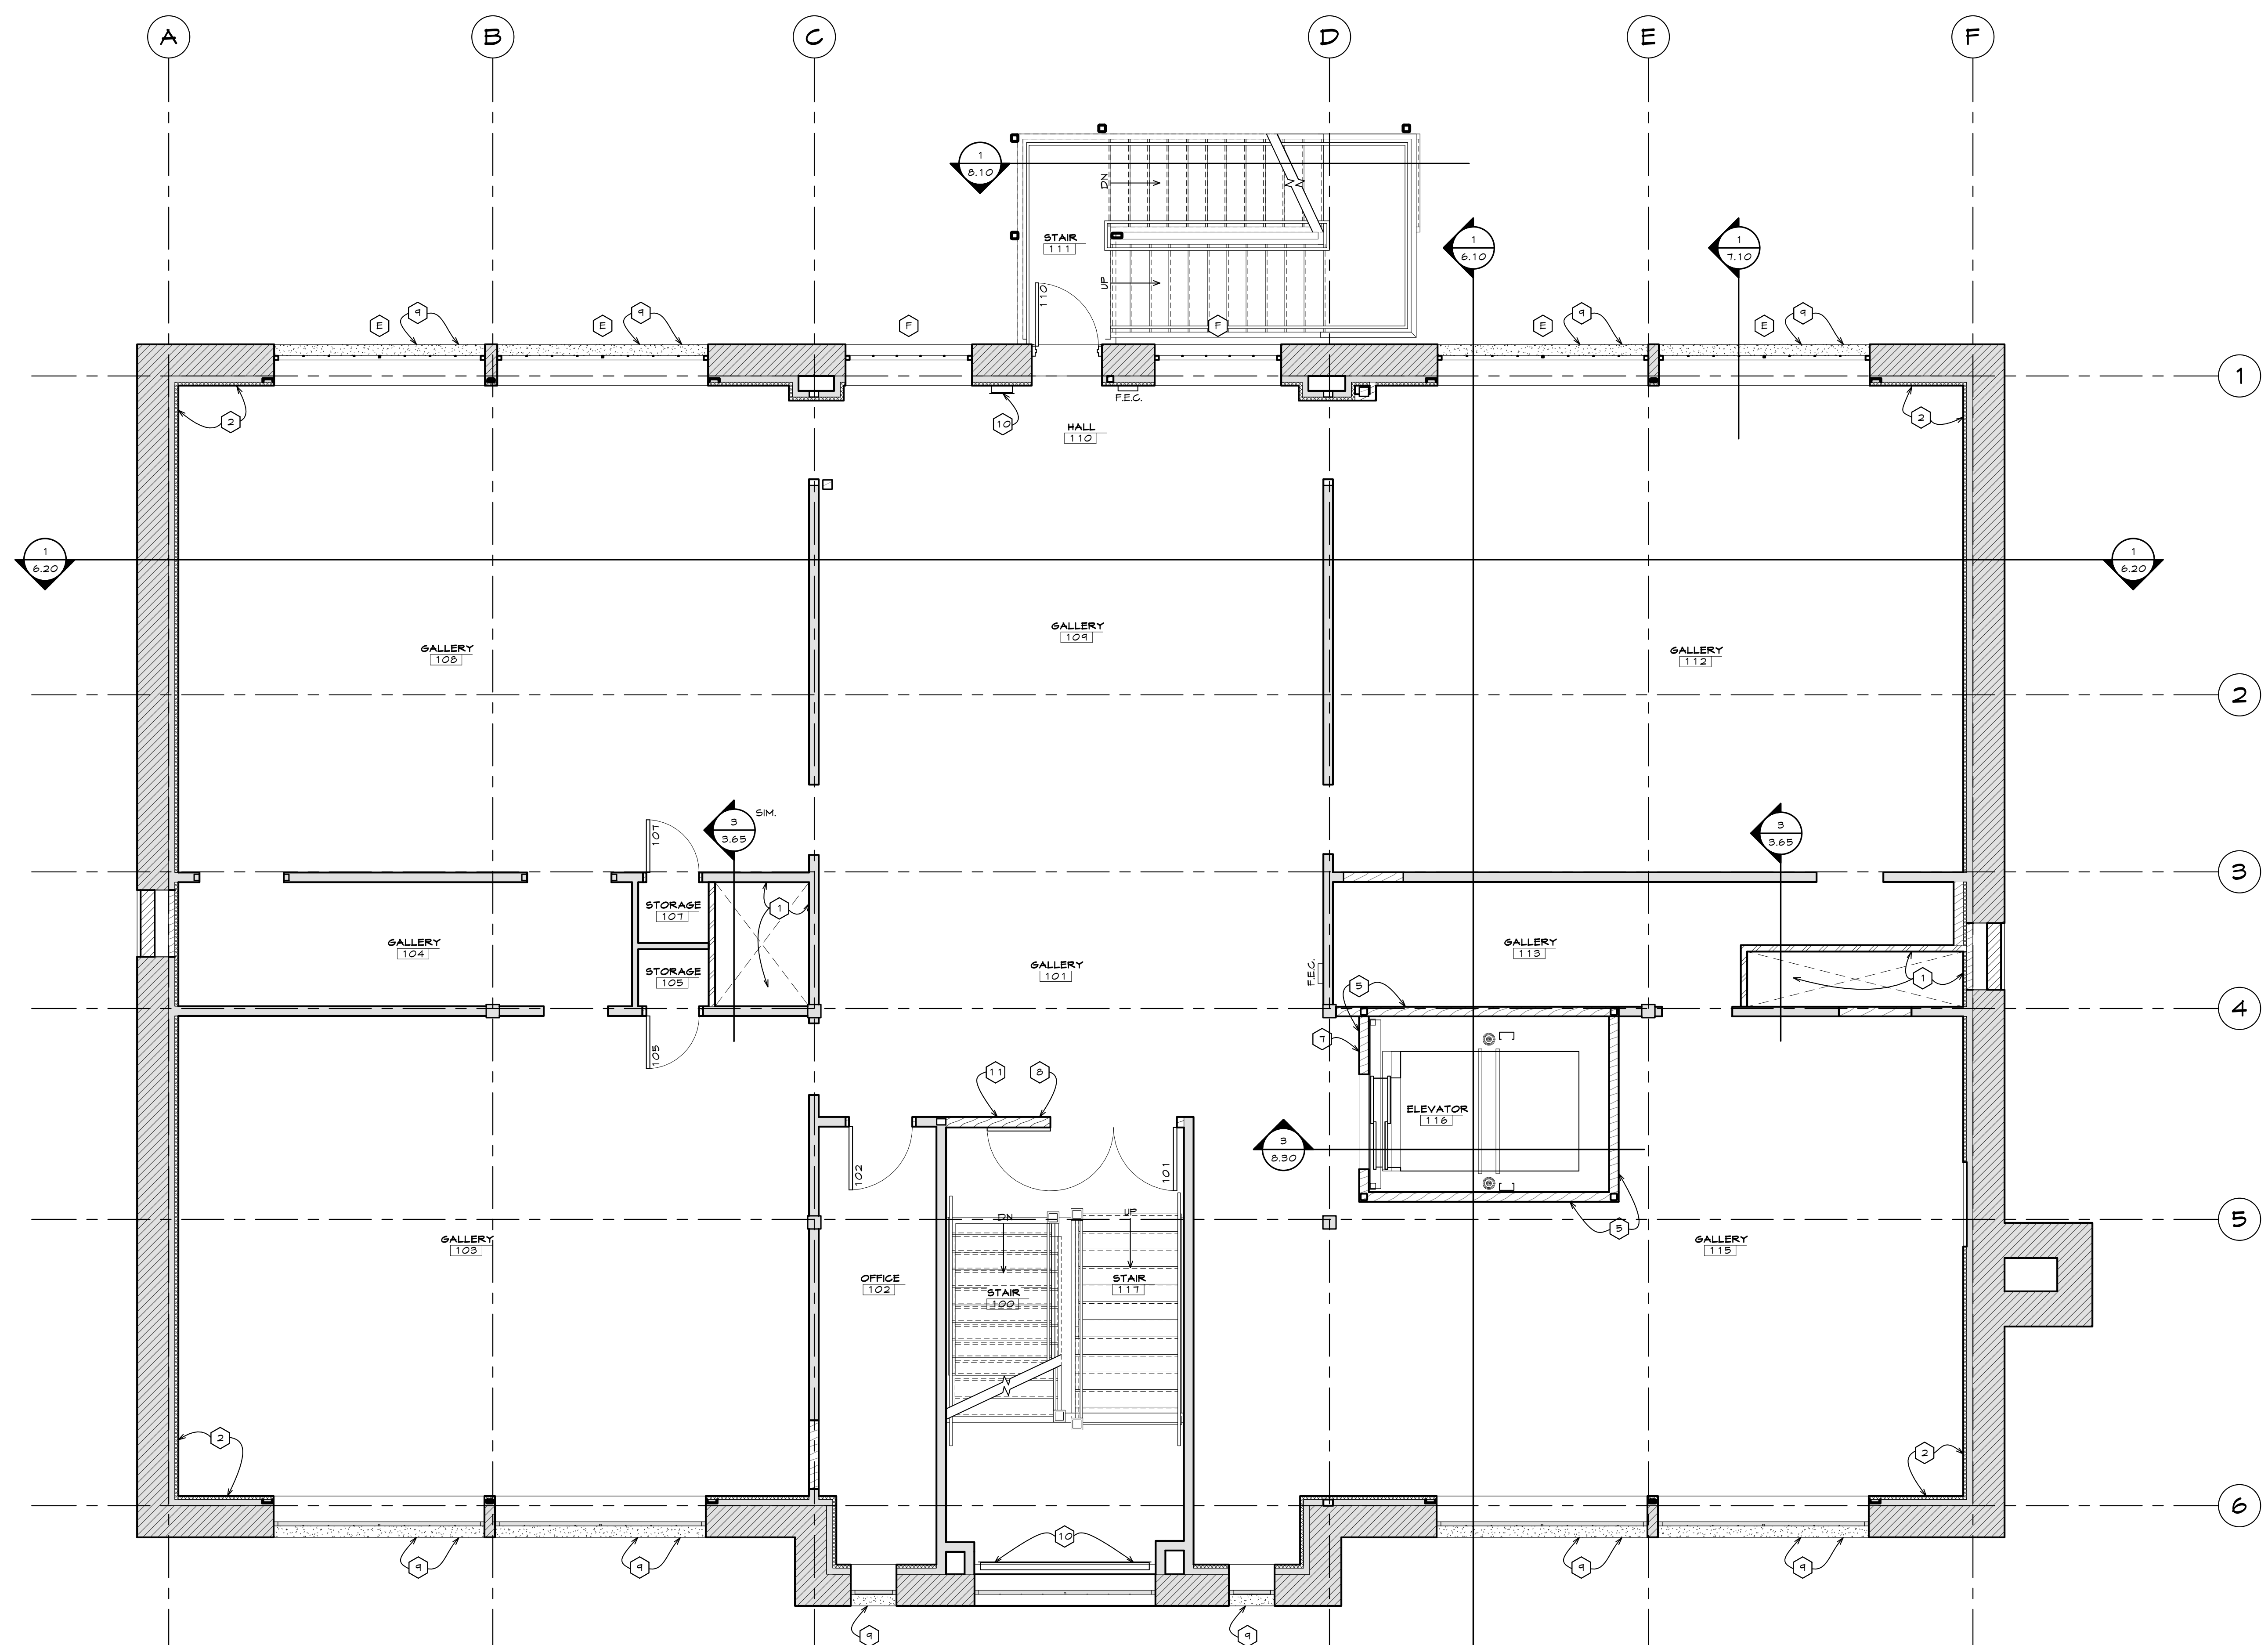 A B C D E F
1
8.10
DN
STAIR
111
UP
1
6.10
1
7.10
110
E 9 E 9 F F E 9 E 9
1
2
10
F.E.C.
HALL
110
2
1
6.20
1
6.20
GALLERY
108
GALLERY
109
GALLERY
112
2
107
3
3.65
SIM.
3
3.65
3
STORAGE
107
1
GALLERY
104
STORAGE
105
GALLERY
101
F.E.C.
GALLERY
113
1
5
4
105
7
11 8
ELEVATOR
116
3
8.30
102
101
DN
UP
5
5
GALLERY
103
OFFICE
102
STAIR
100
STAIR
117
GALLERY
115
2
2
6
10
9 9 9 9
9 9